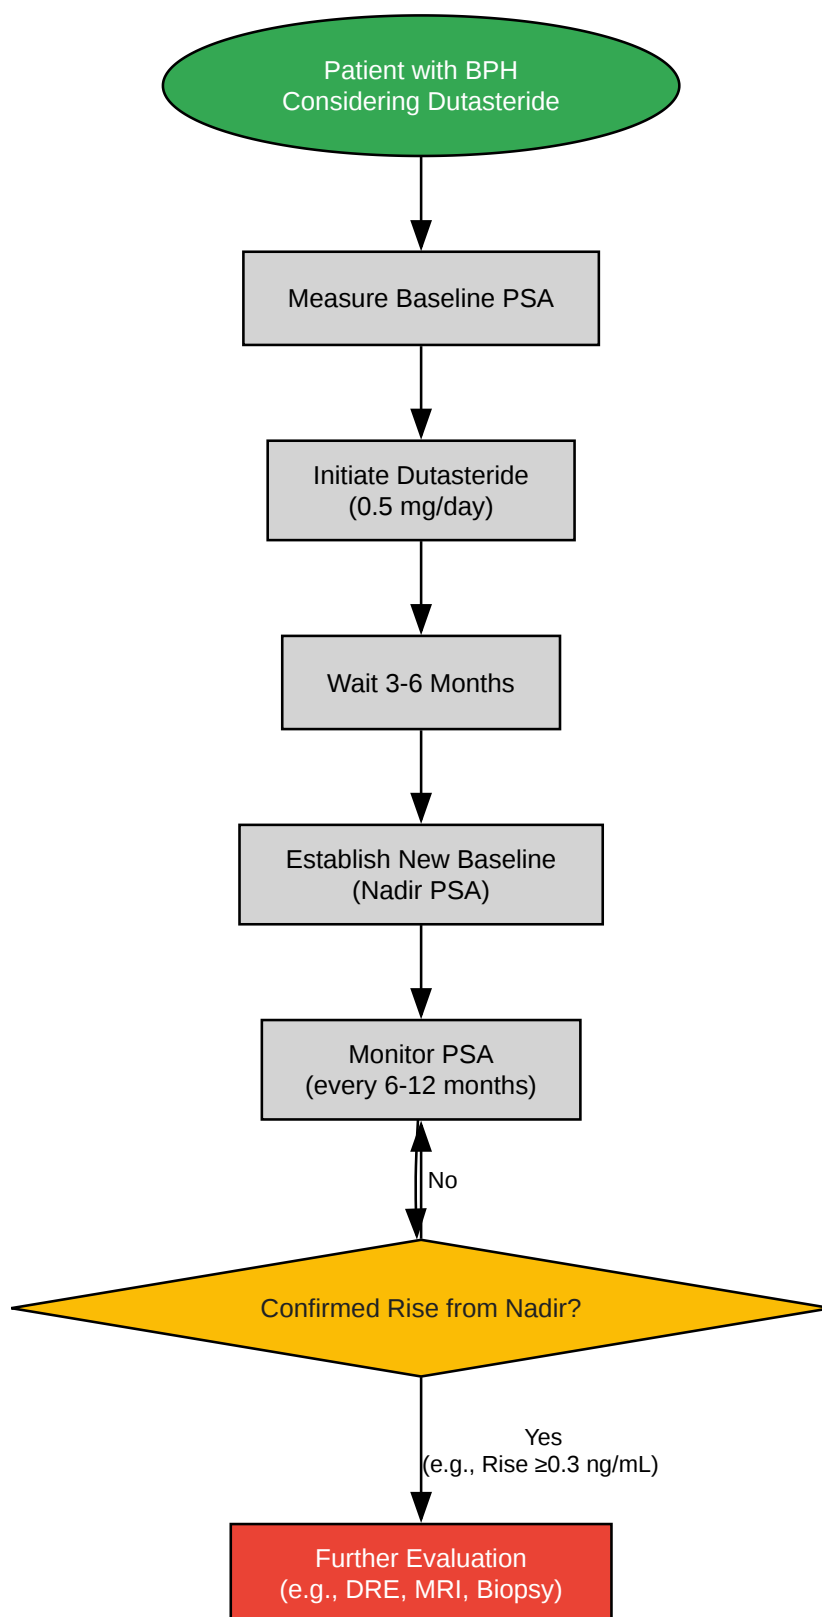 Patient with BPH
Considering Dutasteride
Measure Baseline PSA
Initiate Dutasteride
(0.5 mg/day)
Wait 3-6 Months
Establish New Baseline
(Nadir PSA)
Monitor PSA
(every 6-12 months)
No
Confirmed Rise from Nadir?
Yes
(e.g., Rise ≥0.3 ng/mL)
Further Evaluation
(e.g., DRE, MRI, Biopsy)